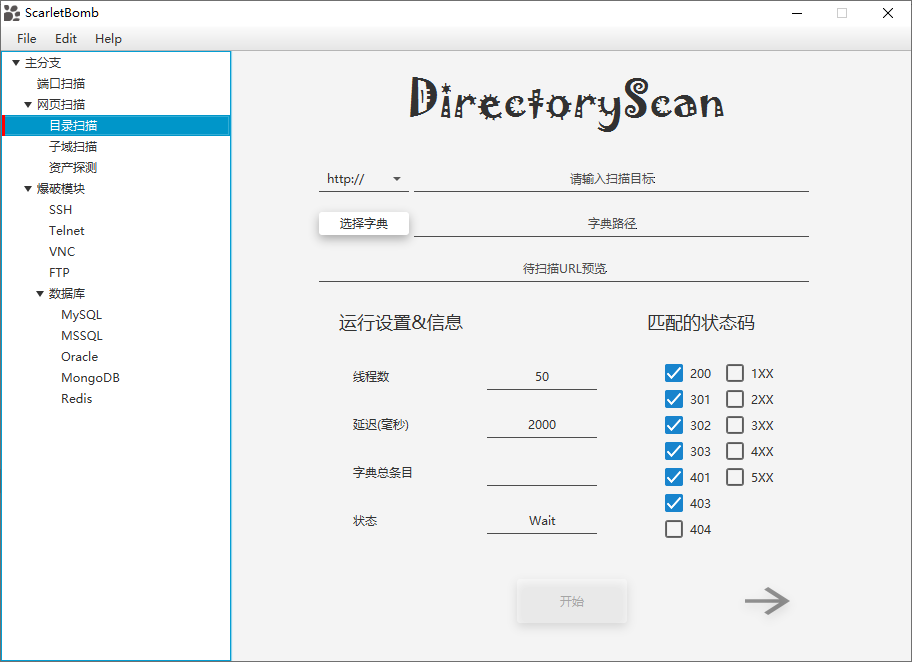 ScarletBomb
File Edit Help
主分支
端口扫描
网页扫描
目录扫描
子域扫描
资产探测
爆破模块
SSH
Telnet
VNC
FTP
数据库
MySQL
MSSQL
Oracle
MongoDB
Redis
DirectoryScan
http:// 请输入扫描目标
选择字典 字典路径
待扫描URL预览
运行设置&信息
线程数 50
延迟(毫秒) 2000
字典总条目
状态 Wait
匹配的状态码
200 1XX
301 2XX
302 3XX
303 4XX
401 5XX
403
404
开始